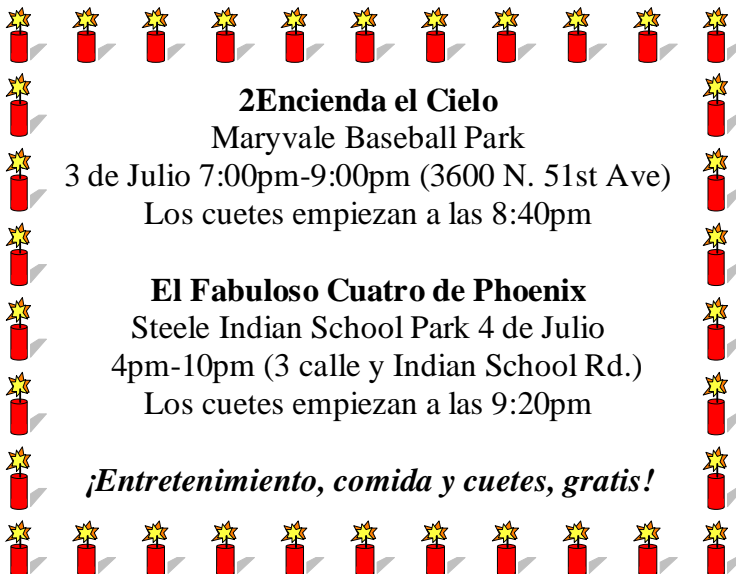 2Encienda el Cielo
Maryvale Baseball Park
3 de Julio 7:00pm-9:00pm (3600 N. 51st Ave)
Los cuetes empiezan a las 8:40pm
El Fabuloso Cuatro de Phoenix
Steele Indian School Park 4 de Julio
4pm-10pm (3 calle y Indian School Rd.)
Los cuetes empiezan a las 9:20pm
¡Entretenimiento, comida y cuetes, gratis!